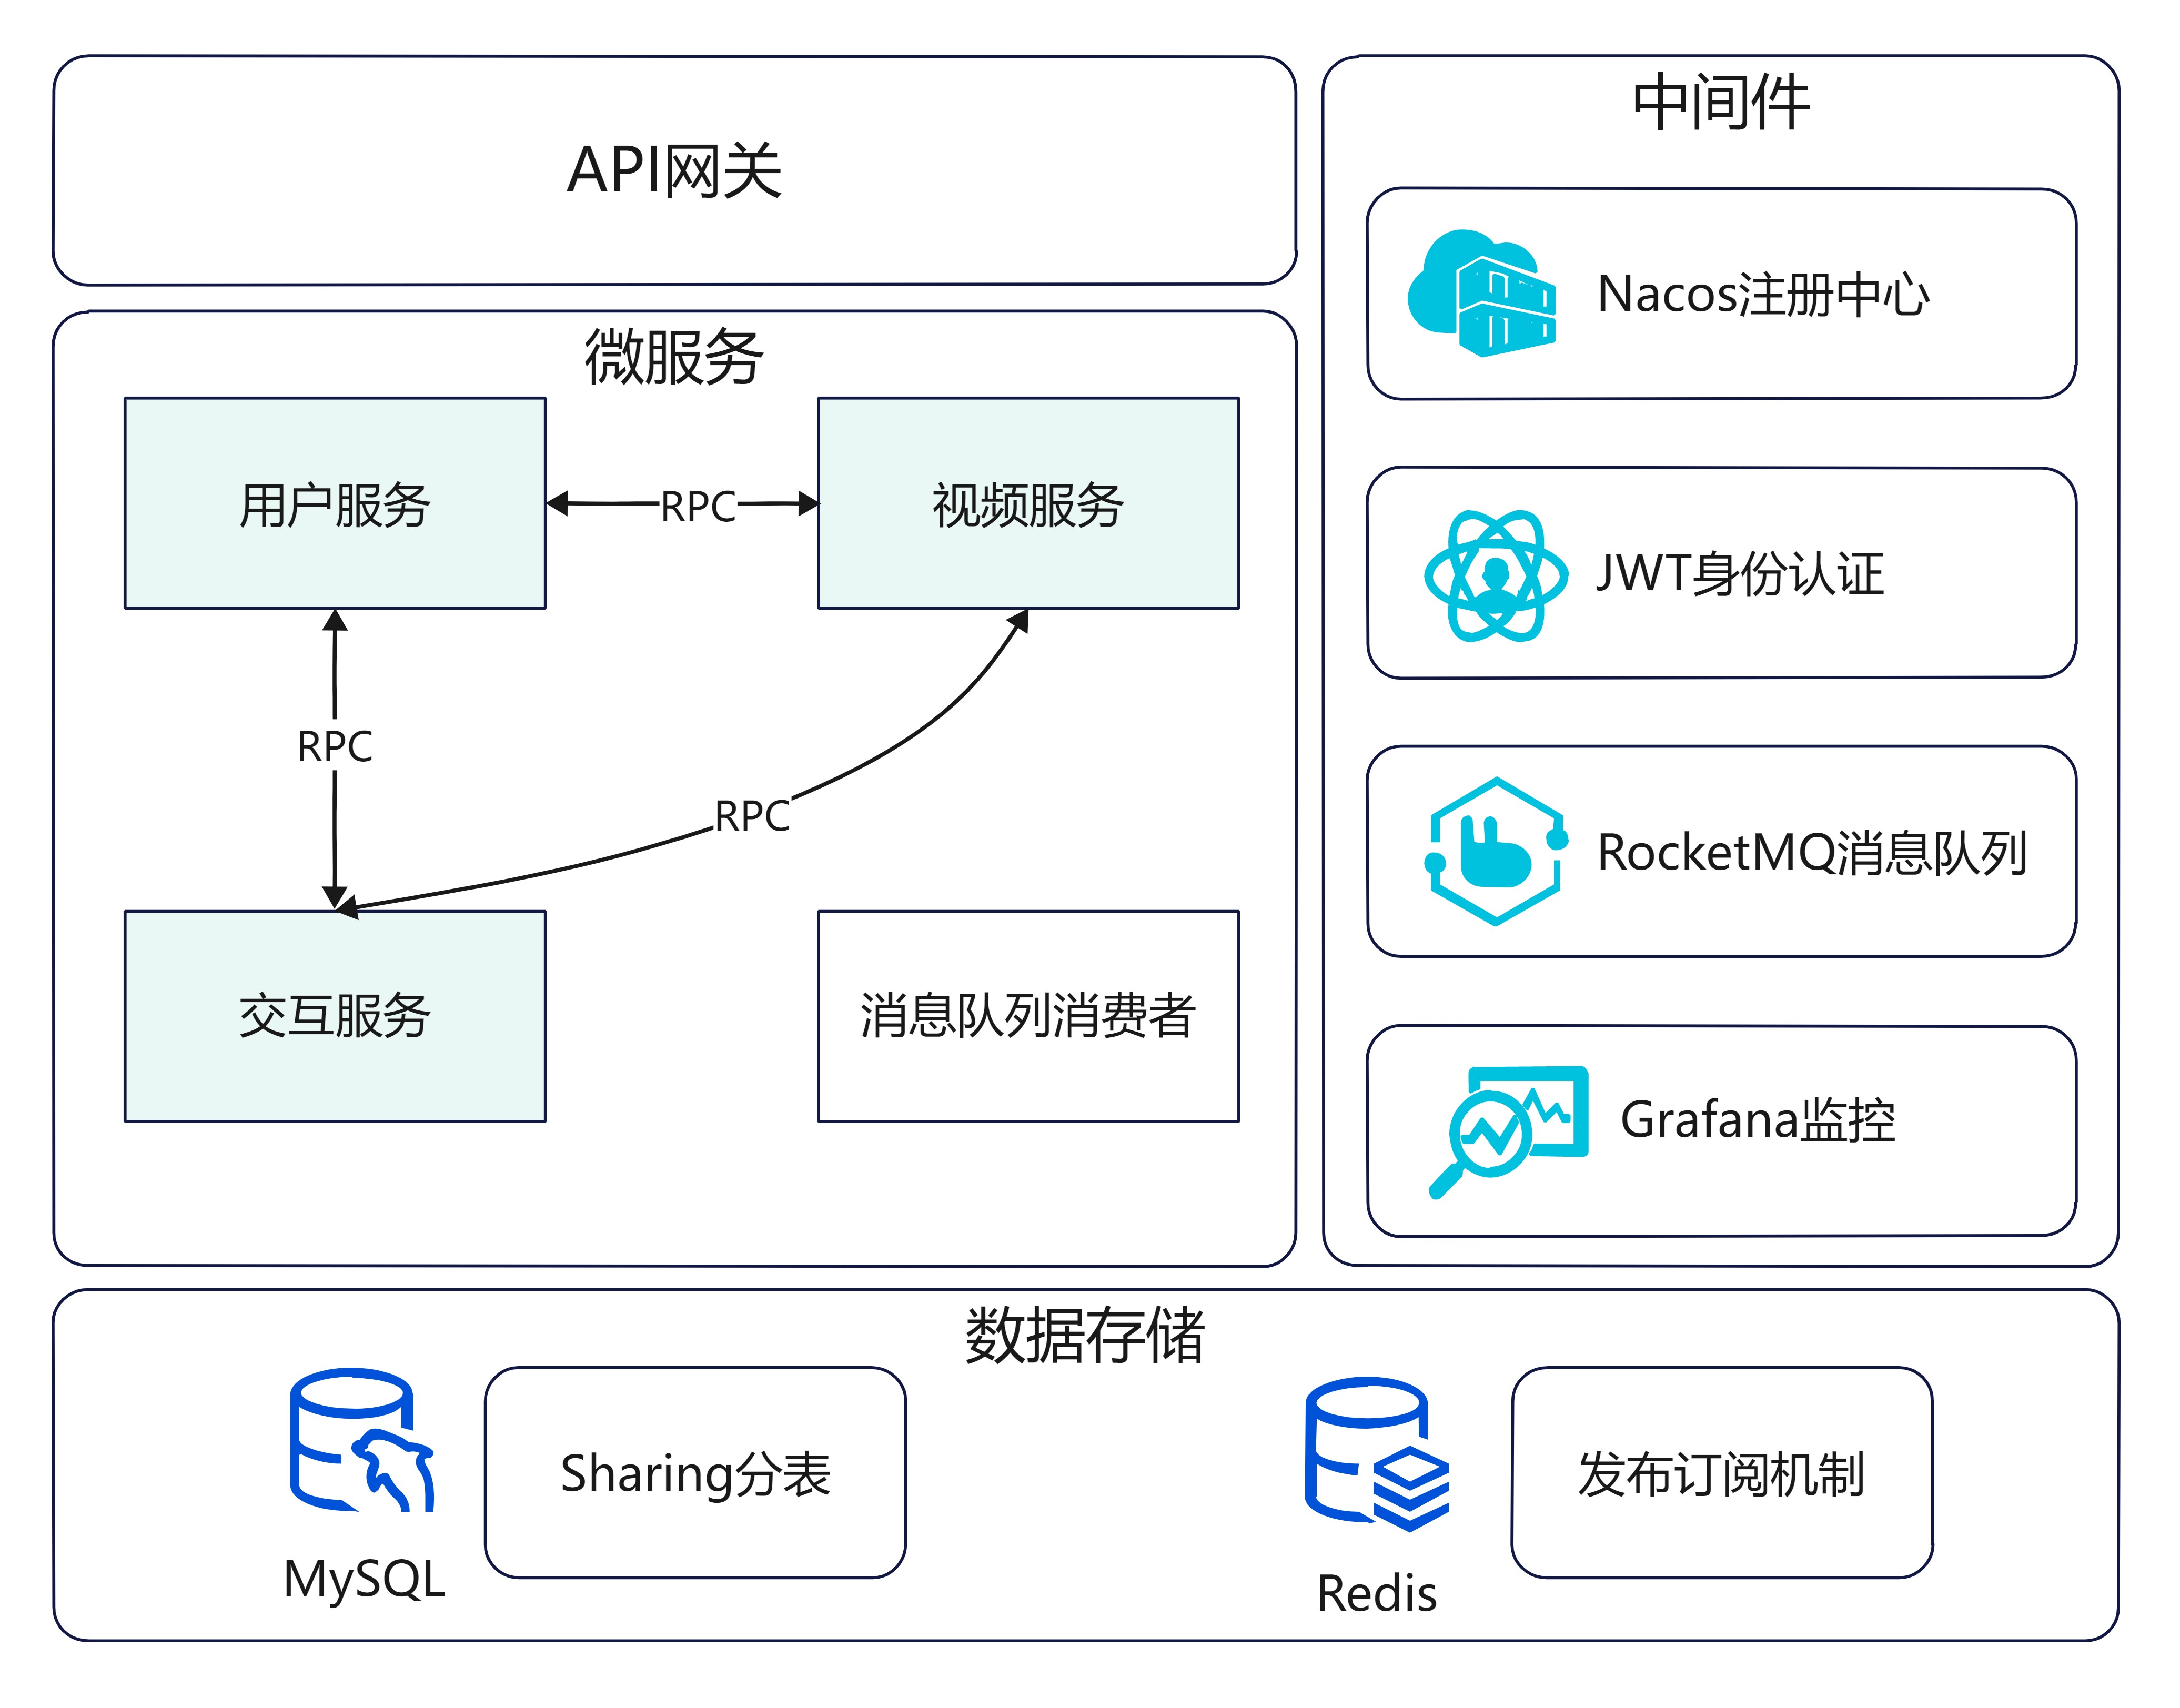 API网关
微服务
用户服务
RPC
视频服务
RPC
RPC
交互服务
消息队列消费者
中间件
Nacos注册中心
JWT身份认证
RocketMQ消息队列
Grafana监控
数据存储
MySQL
Sharing分表
Redis
发布订阅机制